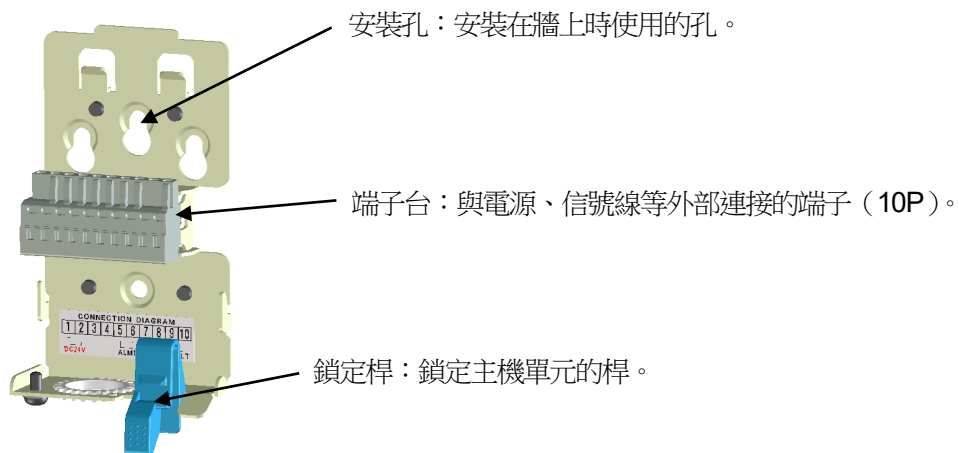 安裝孔：安裝在牆上時使用的孔。
端子台：與電源、信號線等外部連接的端子（10P）。
CONNECTION DIAGRAM
1 2 3 4 5 6 7 8 9 10
DC24V
鎖定桿：鎖定主機單元的桿。